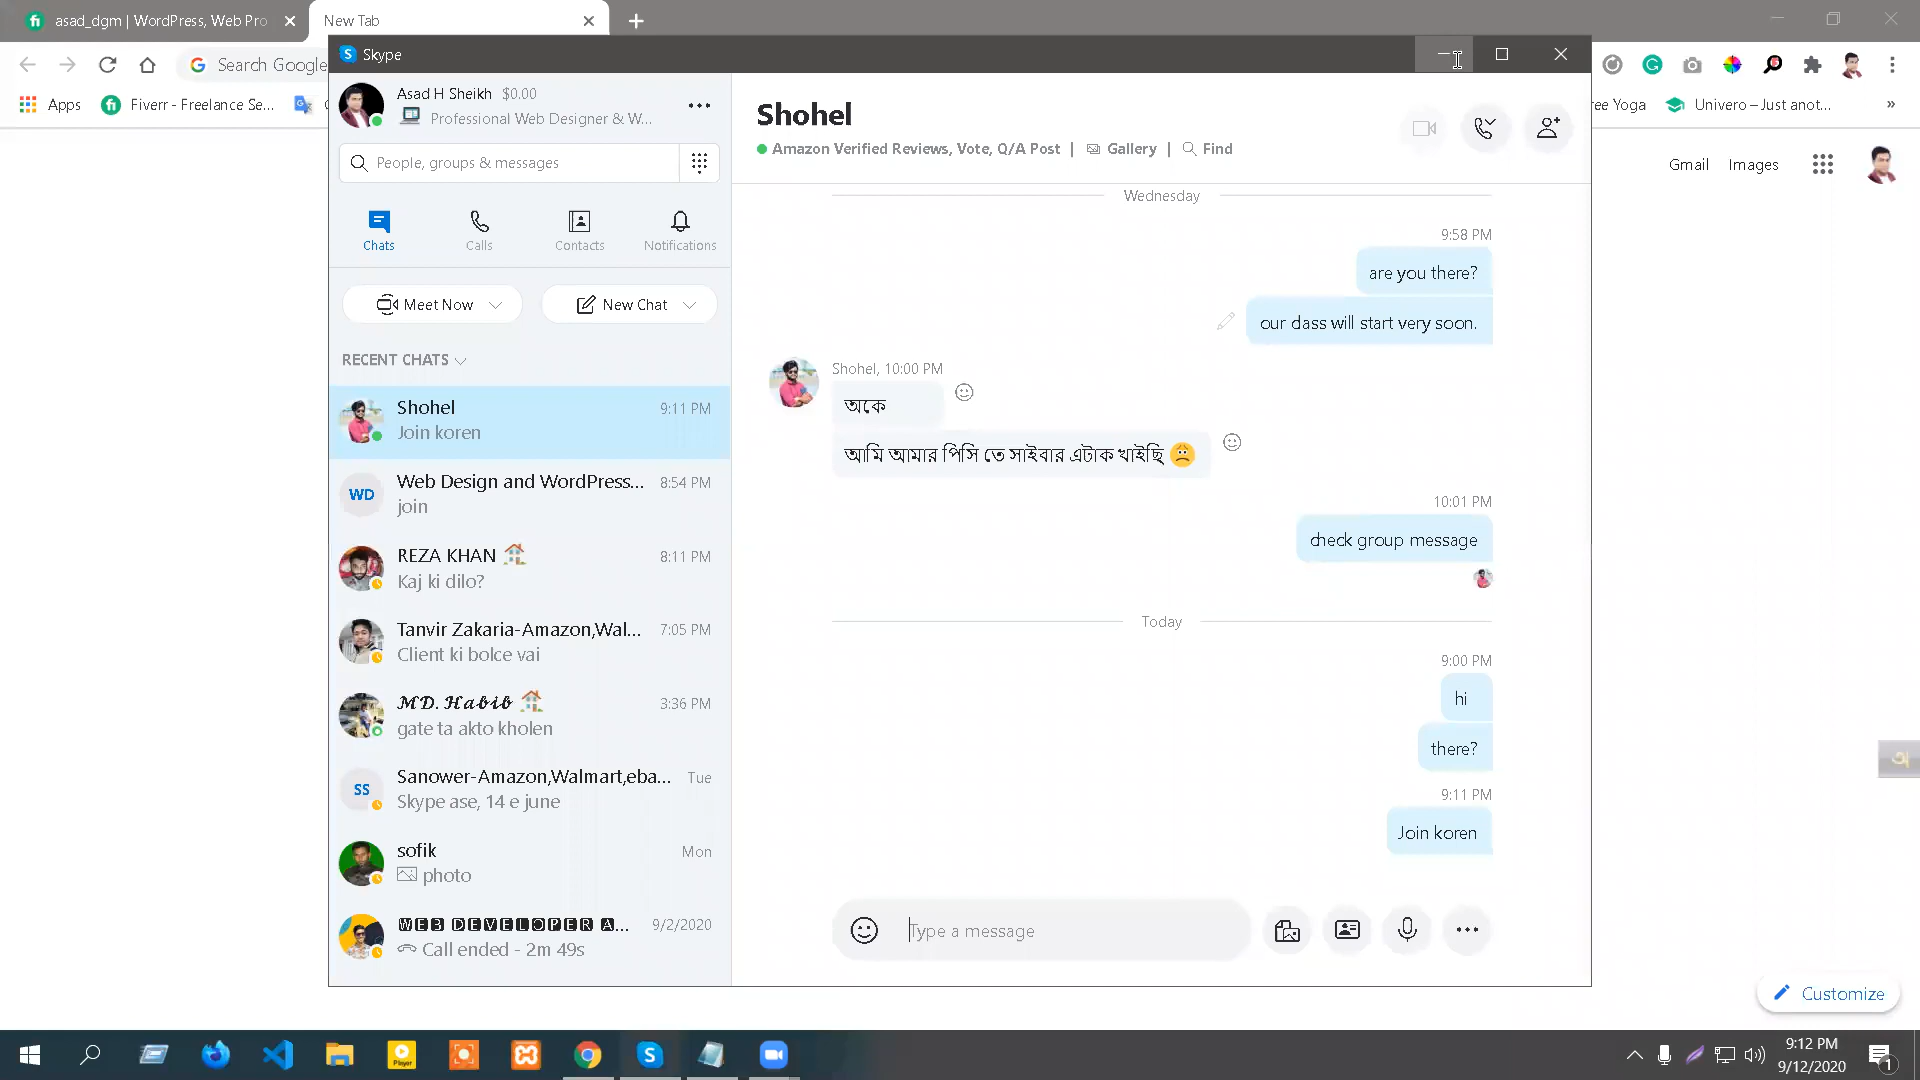 asad_dgm | WordPress, Web Pro
New Tab
Search Google
Apps
Fiverr - Freelance Se...
ree Yoga
Univero – Just anot...
»
Gmail
Images
Skype
Asad H Sheikh $0.00
Professional Web Designer & W...
People, groups & messages
Chats
Calls
Contacts
Notifications
Meet Now
New Chat
RECENT CHATS
Shohel 9:11 PM
Join koren
WD
Web Design and WordPress... 8:54 PM
join
REZA KHAN 🏠 8:11 PM
Kaj ki dilo?
Tanvir Zakaria-Amazon,Wal... 7:05 PM
Client ki bolce vai
𝓜𝓓. 𝓗𝓪𝓫𝓲𝓫 🏠 3:36 PM
gate ta akto kholen
SS
Sanower-Amazon,Walmart,eba... Tue
Skype ase, 14 e june
sofik Mon
photo
🆆🅴🅱 🅳🅴🆅🅴🅻🅾🅿🅴🆁 🅰... 9/2/2020
Call ended - 2m 49s
Shohel
Amazon Verified Reviews, Vote, Q/A Post | Gallery | Find
Wednesday
9:58 PM
are you there?
our class will start very soon.
Shohel, 10:00 PM
অকে
আমি আমার পিসি তে সাইবার এটাক খাইছি 😟
10:01 PM
check group message
Today
9:00 PM
hi
there?
9:11 PM
Join koren
Type a message
অ
Customize
Player
9:12 PM
9/12/2020
1